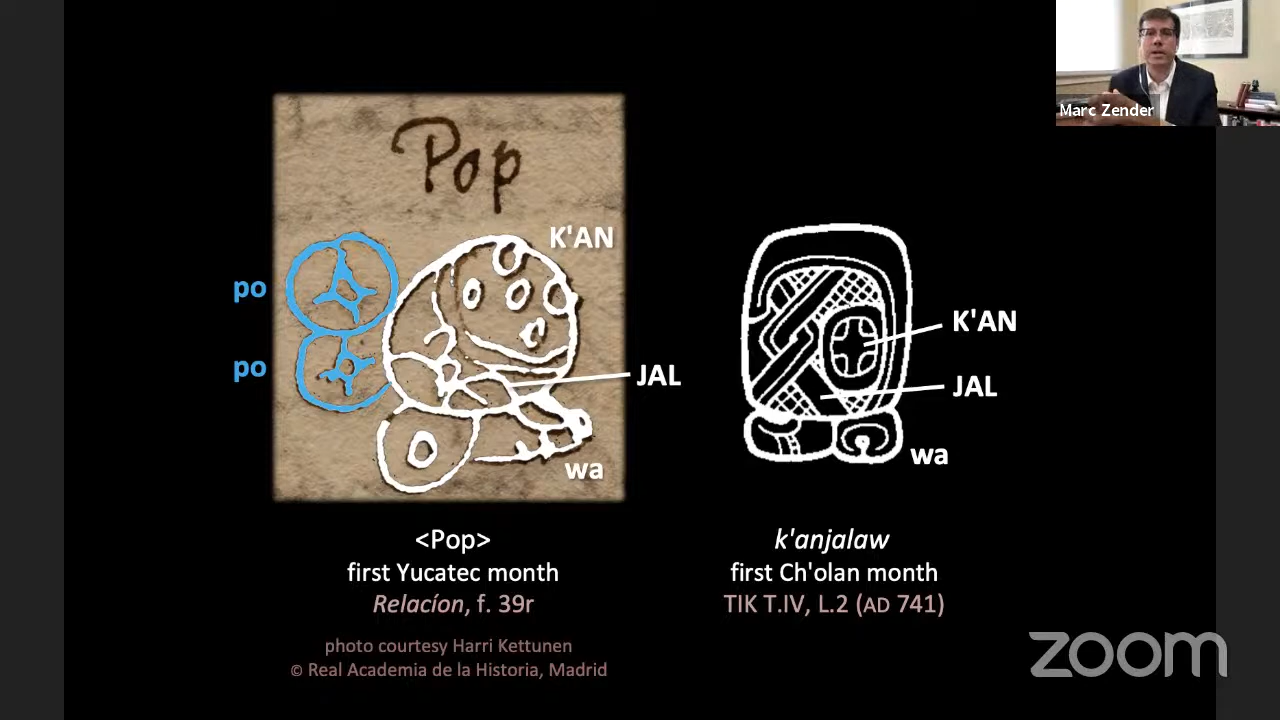 Marc Zender
Pop
K'AN
po
po
JAL
wa
K'AN
JAL
wa
<Pop>
first Yucatec month
Relacíon, f. 39r
photo courtesy Harri Kettunen
© Real Academia de la Historia, Madrid
k'anjalaw
first Ch'olan month
TIK T.IV, L.2 (AD 741)
zoom